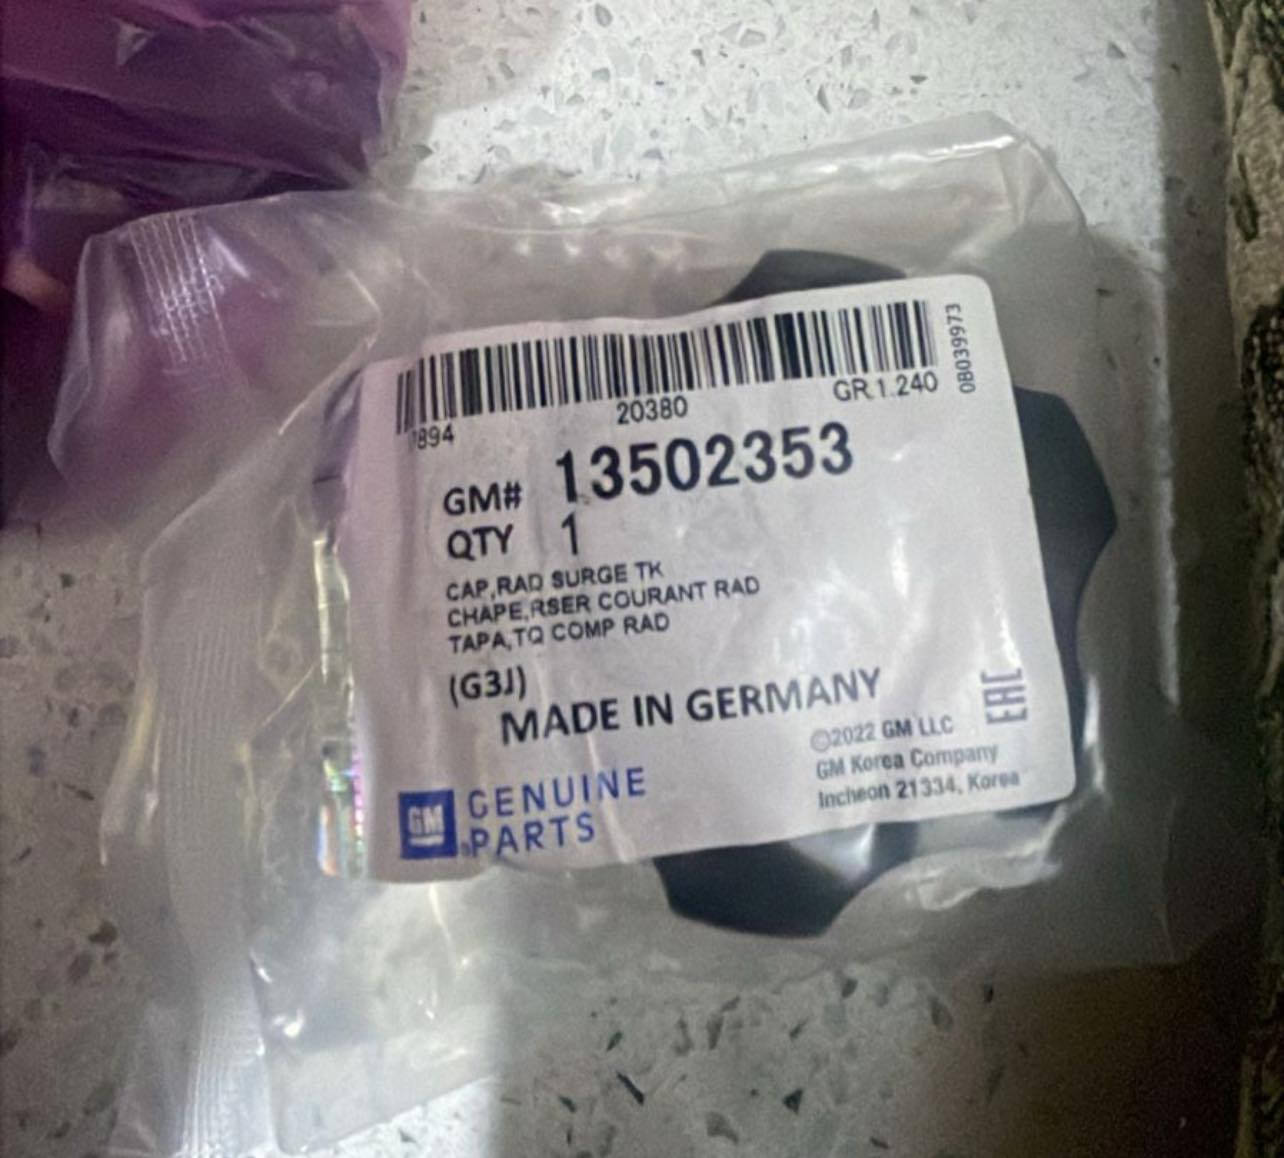 20380
GR.1.240
0B039973
GM# 13502353
QTY 1
CAP,RAD SURGE TK
CHAPE,RSER COURANT RAD
TAPA,TQ COMP RAD
(G3J)
MADE IN GERMANY
EAC
©2022 GM LLC
GM Korea Company
Incheon 21334, Korea
GM
GENUINE
PARTS